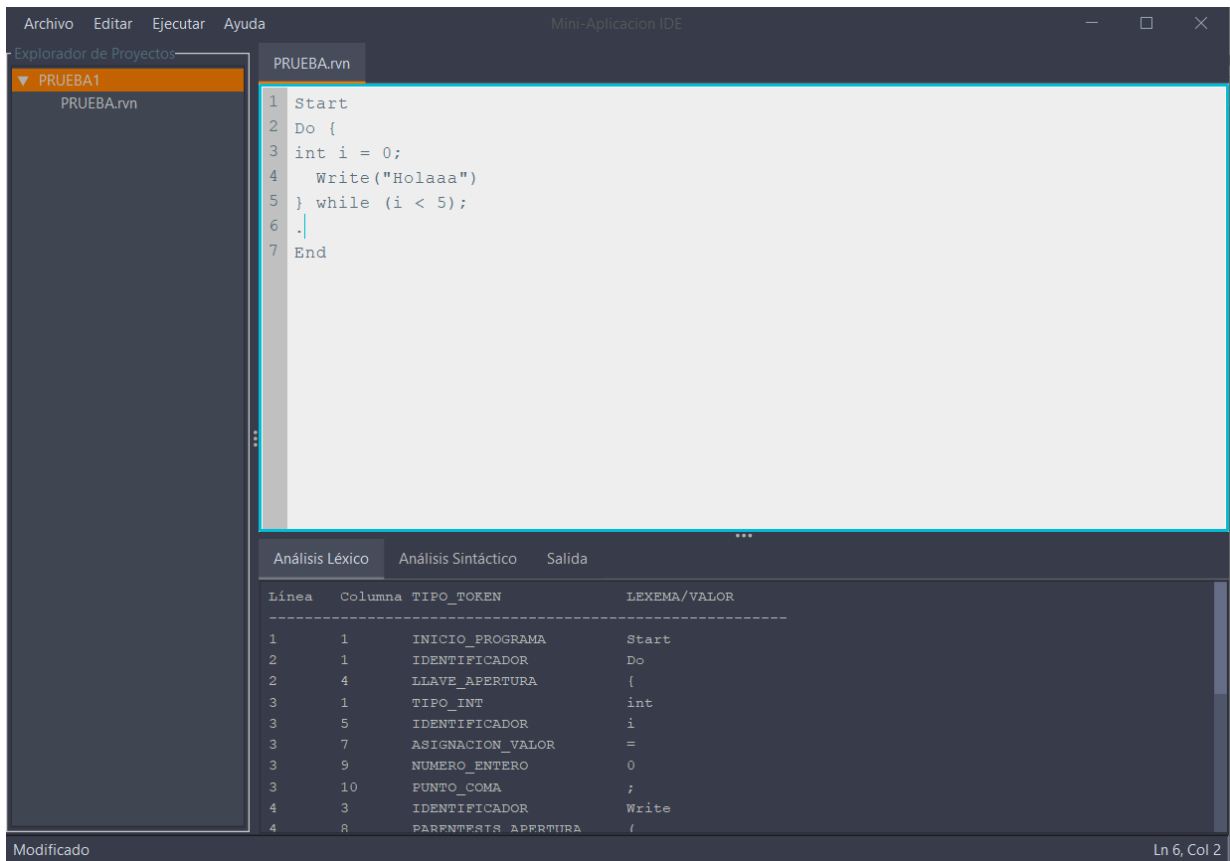 Archivo Editar Ejecutar Ayuda Mini-Aplicacion IDE
Explorador de Proyectos
PRUEBA1
PRUEBA.rvn
PRUEBA.rvn
1 Start
2 Do {
3 int i = 0;
4 Write("Holaaa")
5 } while (i < 5);
6 .
7 End
Análisis Léxico Análisis Sintáctico Salida
Línea Columna TIPO_TOKEN LEXEMA/VALOR
----------------------------------------------------------
1 1 INICIO_PROGRAMA Start
2 1 IDENTIFICADOR Do
2 4 LLAVE_APERTURA {
3 1 TIPO_INT int
3 5 IDENTIFICADOR i
3 7 ASIGNACION_VALOR =
3 9 NUMERO_ENTERO 0
3 10 PUNTO_COMA ;
4 3 IDENTIFICADOR Write
4 8 PARENTESIS_APERTURA (
Modificado Ln 6, Col 2